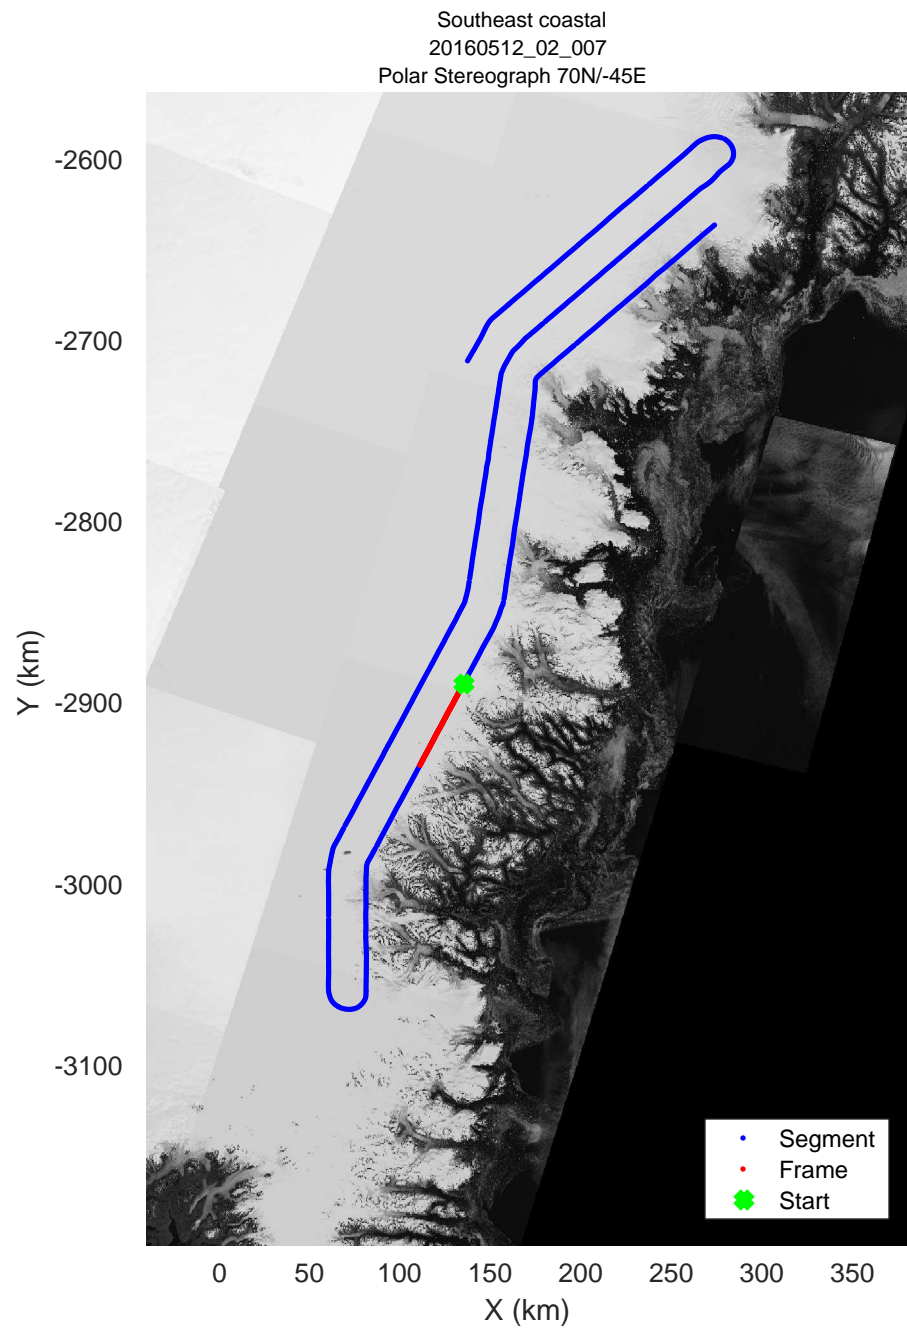 Southeast coastal
20160512_02_007
Polar Stereograph 70N/-45E
-2600
-2700
-2800
-2900
-3000
-3100
Y (km)
Segment
Frame
Start
0 50 100 150 200 250 300 350
X (km)